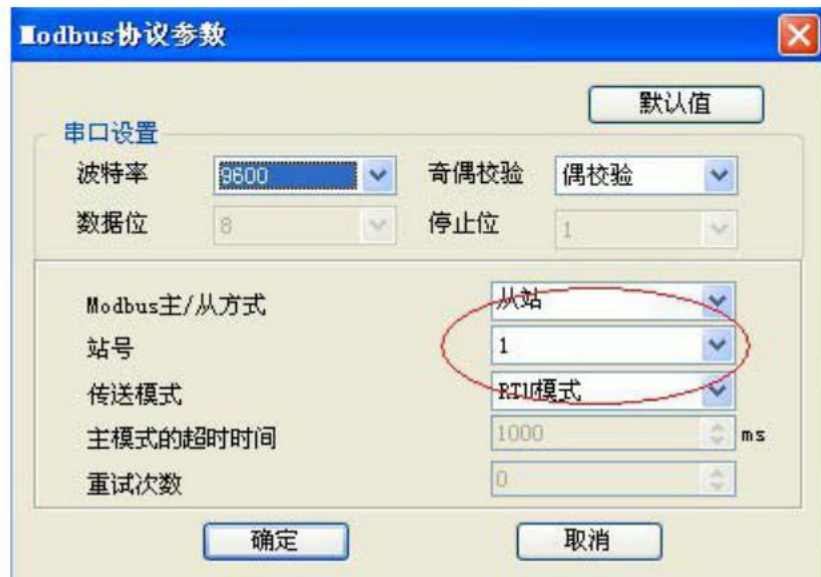 Modbus协议参数
默认值
串口设置
波特率 9600 奇偶校验 偶校验
数据位 8 停止位 1
Modbus主/从方式 从站
站号 1
传送模式 RTU模式
主模式的超时时间 1000 ms
重试次数 0
确定 取消